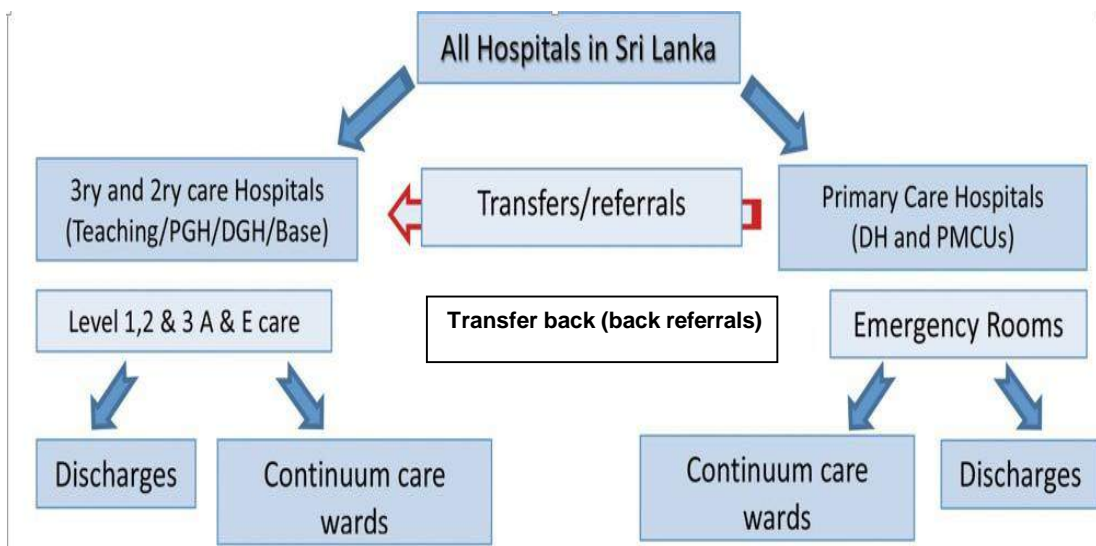 All Hospitals in Sri Lanka
3ry and 2ry care Hospitals
(Teaching/PGH/DGH/Base)
Transfers/referrals
Primary Care Hospitals
(DH and PMCUs)
Level 1,2 & 3 A & E care
Transfer back (back referrals)
Emergency Rooms
Discharges
Continuum care
wards
Continuum care
wards
Discharges